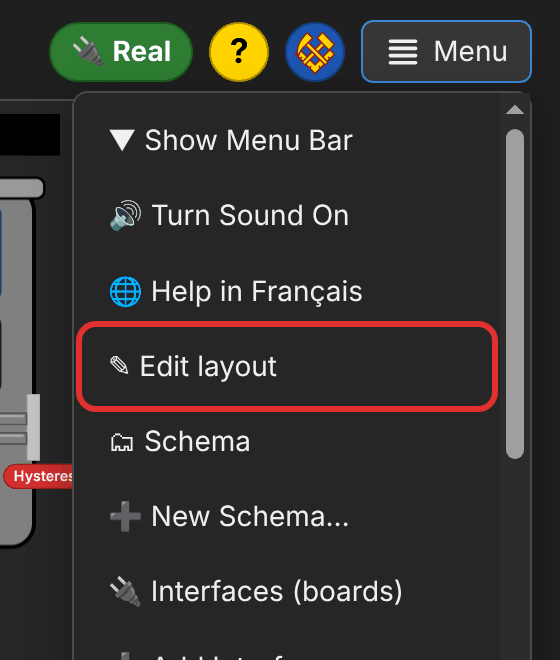 🔌 Real
?
Menu
▼ Show Menu Bar
🔊 Turn Sound On
🌐 Help in Français
✎ Edit layout
🗂 Schema
Hysteres
➕ New Schema...
🔌 Interfaces (boards)